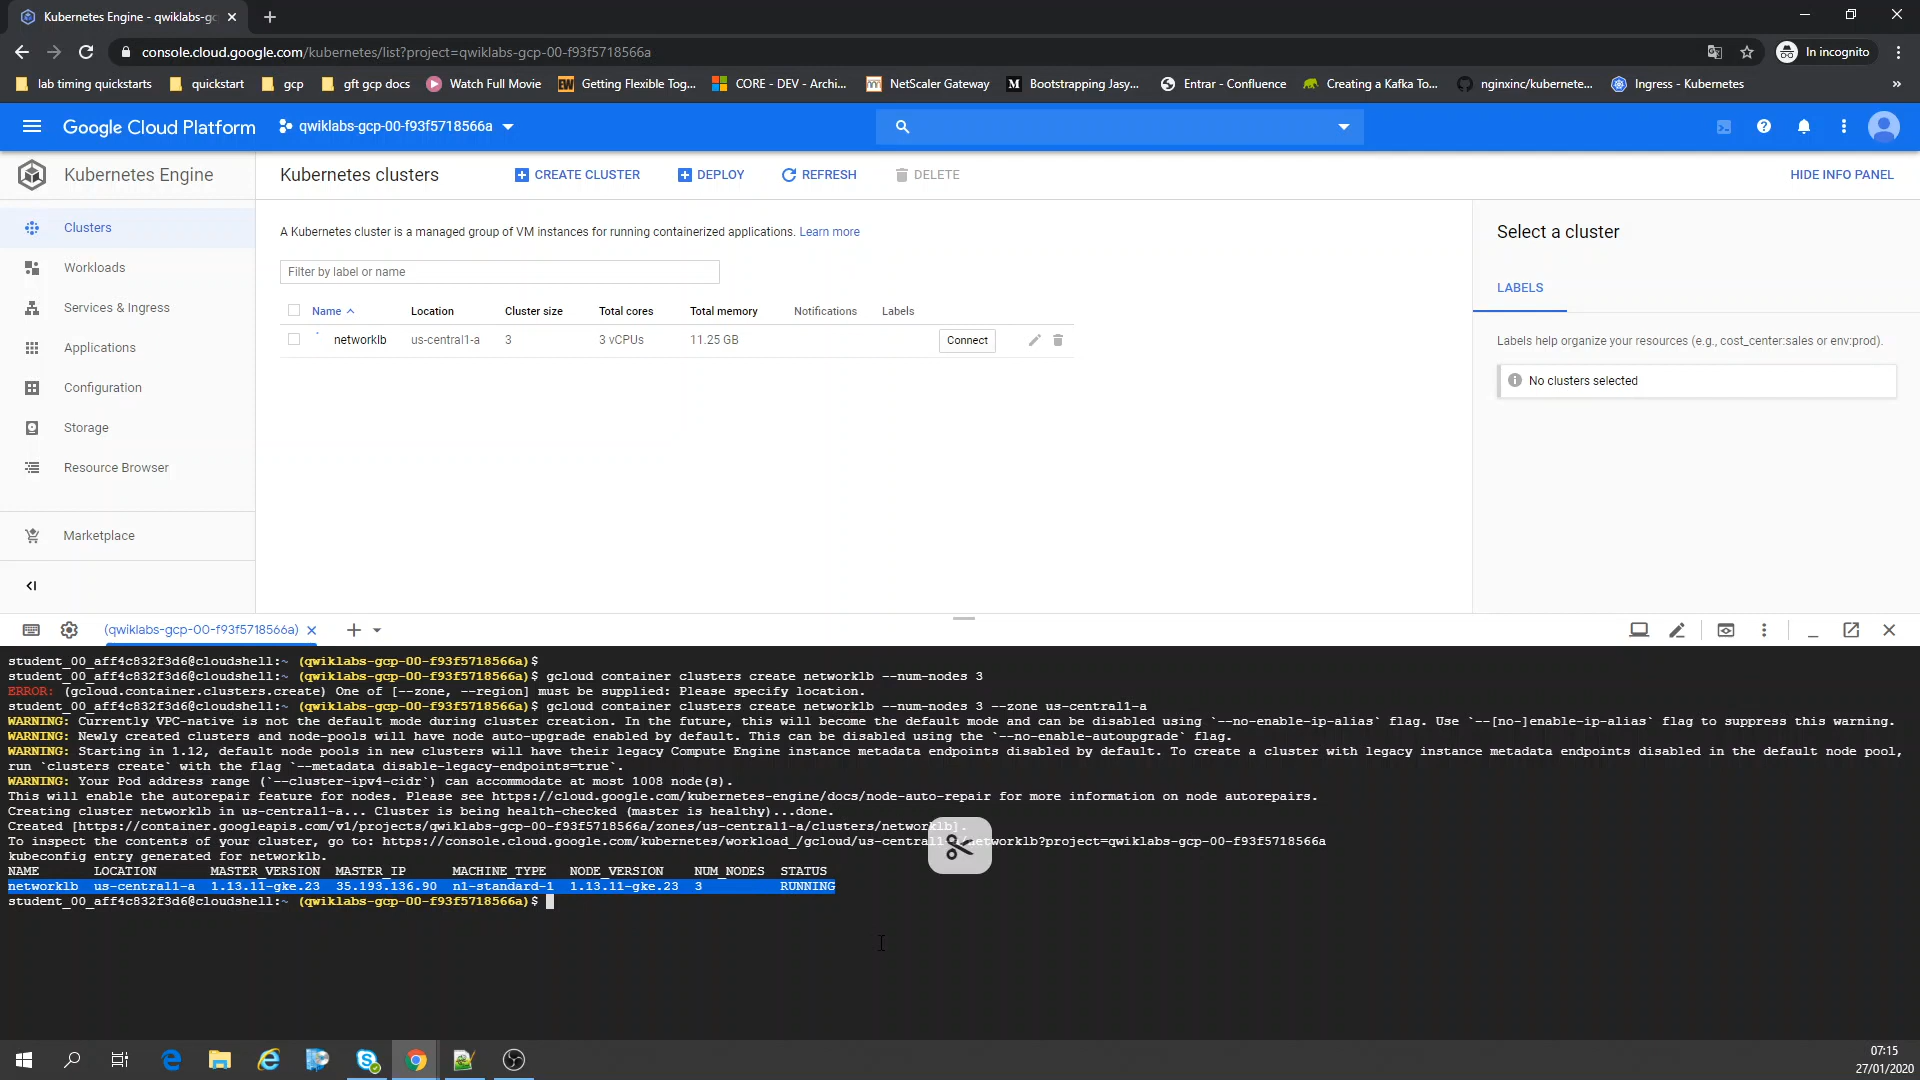 Kubernetes Engine - qwiklabs-gc
console.cloud.google.com/kubernetes/list?project=qwiklabs-gcp-00-f93f5718566a
In incognito
lab timing quickstarts quickstart gcp gft gcp docs Watch Full Movie Getting Flexible Tog... CORE - DEV - Archi... NetScaler Gateway Bootstrapping Jasy... Entrar - Confluence Creating a Kafka To... nginxinc/kubernete... Ingress - Kubernetes »
Google Cloud Platform qwiklabs-gcp-00-f93f5718566a
Kubernetes Engine
Kubernetes clusters CREATE CLUSTER DEPLOY REFRESH DELETE HIDE INFO PANEL
Clusters
Workloads
Services & Ingress
Applications
Configuration
Storage
Resource Browser
Marketplace
A Kubernetes cluster is a managed group of VM instances for running containerized applications. Learn more
Filter by label or name
Name Location Cluster size Total cores Total memory Notifications Labels
networklb us-central1-a 3 3 vCPUs 11.25 GB Connect
Select a cluster
LABELS
Labels help organize your resources (e.g., cost_center:sales or env:prod).
No clusters selected
(qwiklabs-gcp-00-f93f5718566a)
student_00_aff4c832f3d6@cloudshell:~ (qwiklabs-gcp-00-f93f5718566a)$
student_00_aff4c832f3d6@cloudshell:~ (qwiklabs-gcp-00-f93f5718566a)$ gcloud container clusters create networklb --num-nodes 3
ERROR: (gcloud.container.clusters.create) One of [--zone, --region] must be supplied: Please specify location.
student_00_aff4c832f3d6@cloudshell:~ (qwiklabs-gcp-00-f93f5718566a)$ gcloud container clusters create networklb --num-nodes 3 --zone us-central1-a
WARNING: Currently VPC-native is not the default mode during cluster creation. In the future, this will become the default mode and can be disabled using `--no-enable-ip-alias` flag. Use `--[no-]enable-ip-alias` flag to suppress this warning.
WARNING: Newly created clusters and node-pools will have node auto-upgrade enabled by default. This can be disabled using the `--no-enable-autoupgrade` flag.
WARNING: Starting in 1.12, default node pools in new clusters will have their legacy Compute Engine instance metadata endpoints disabled by default. To create a cluster with legacy instance metadata endpoints disabled in the default node pool,
run `clusters create` with the flag `--metadata disable-legacy-endpoints=true`.
WARNING: Your Pod address range (`--cluster-ipv4-cidr`) can accommodate at most 1008 node(s).
This will enable the autorepair feature for nodes. Please see https://cloud.google.com/kubernetes-engine/docs/node-auto-repair for more information on node autorepairs.
Creating cluster networklb in us-central1-a... Cluster is being health-checked (master is healthy)...done.
Created [https://container.googleapis.com/v1/projects/qwiklabs-gcp-00-f93f5718566a/zones/us-central1-a/clusters/networklb].
To inspect the contents of your cluster, go to: https://console.cloud.google.com/kubernetes/workload_/gcloud/us-central1-a/networklb?project=qwiklabs-gcp-00-f93f5718566a
kubeconfig entry generated for networklb.
NAME LOCATION MASTER_VERSION MASTER_IP MACHINE_TYPE NODE_VERSION NUM_NODES STATUS
networklb us-central1-a 1.13.11-gke.23 35.193.136.90 n1-standard-1 1.13.11-gke.23 3 RUNNING
student_00_aff4c832f3d6@cloudshell:~ (qwiklabs-gcp-00-f93f5718566a)$
07:15
27/01/2020